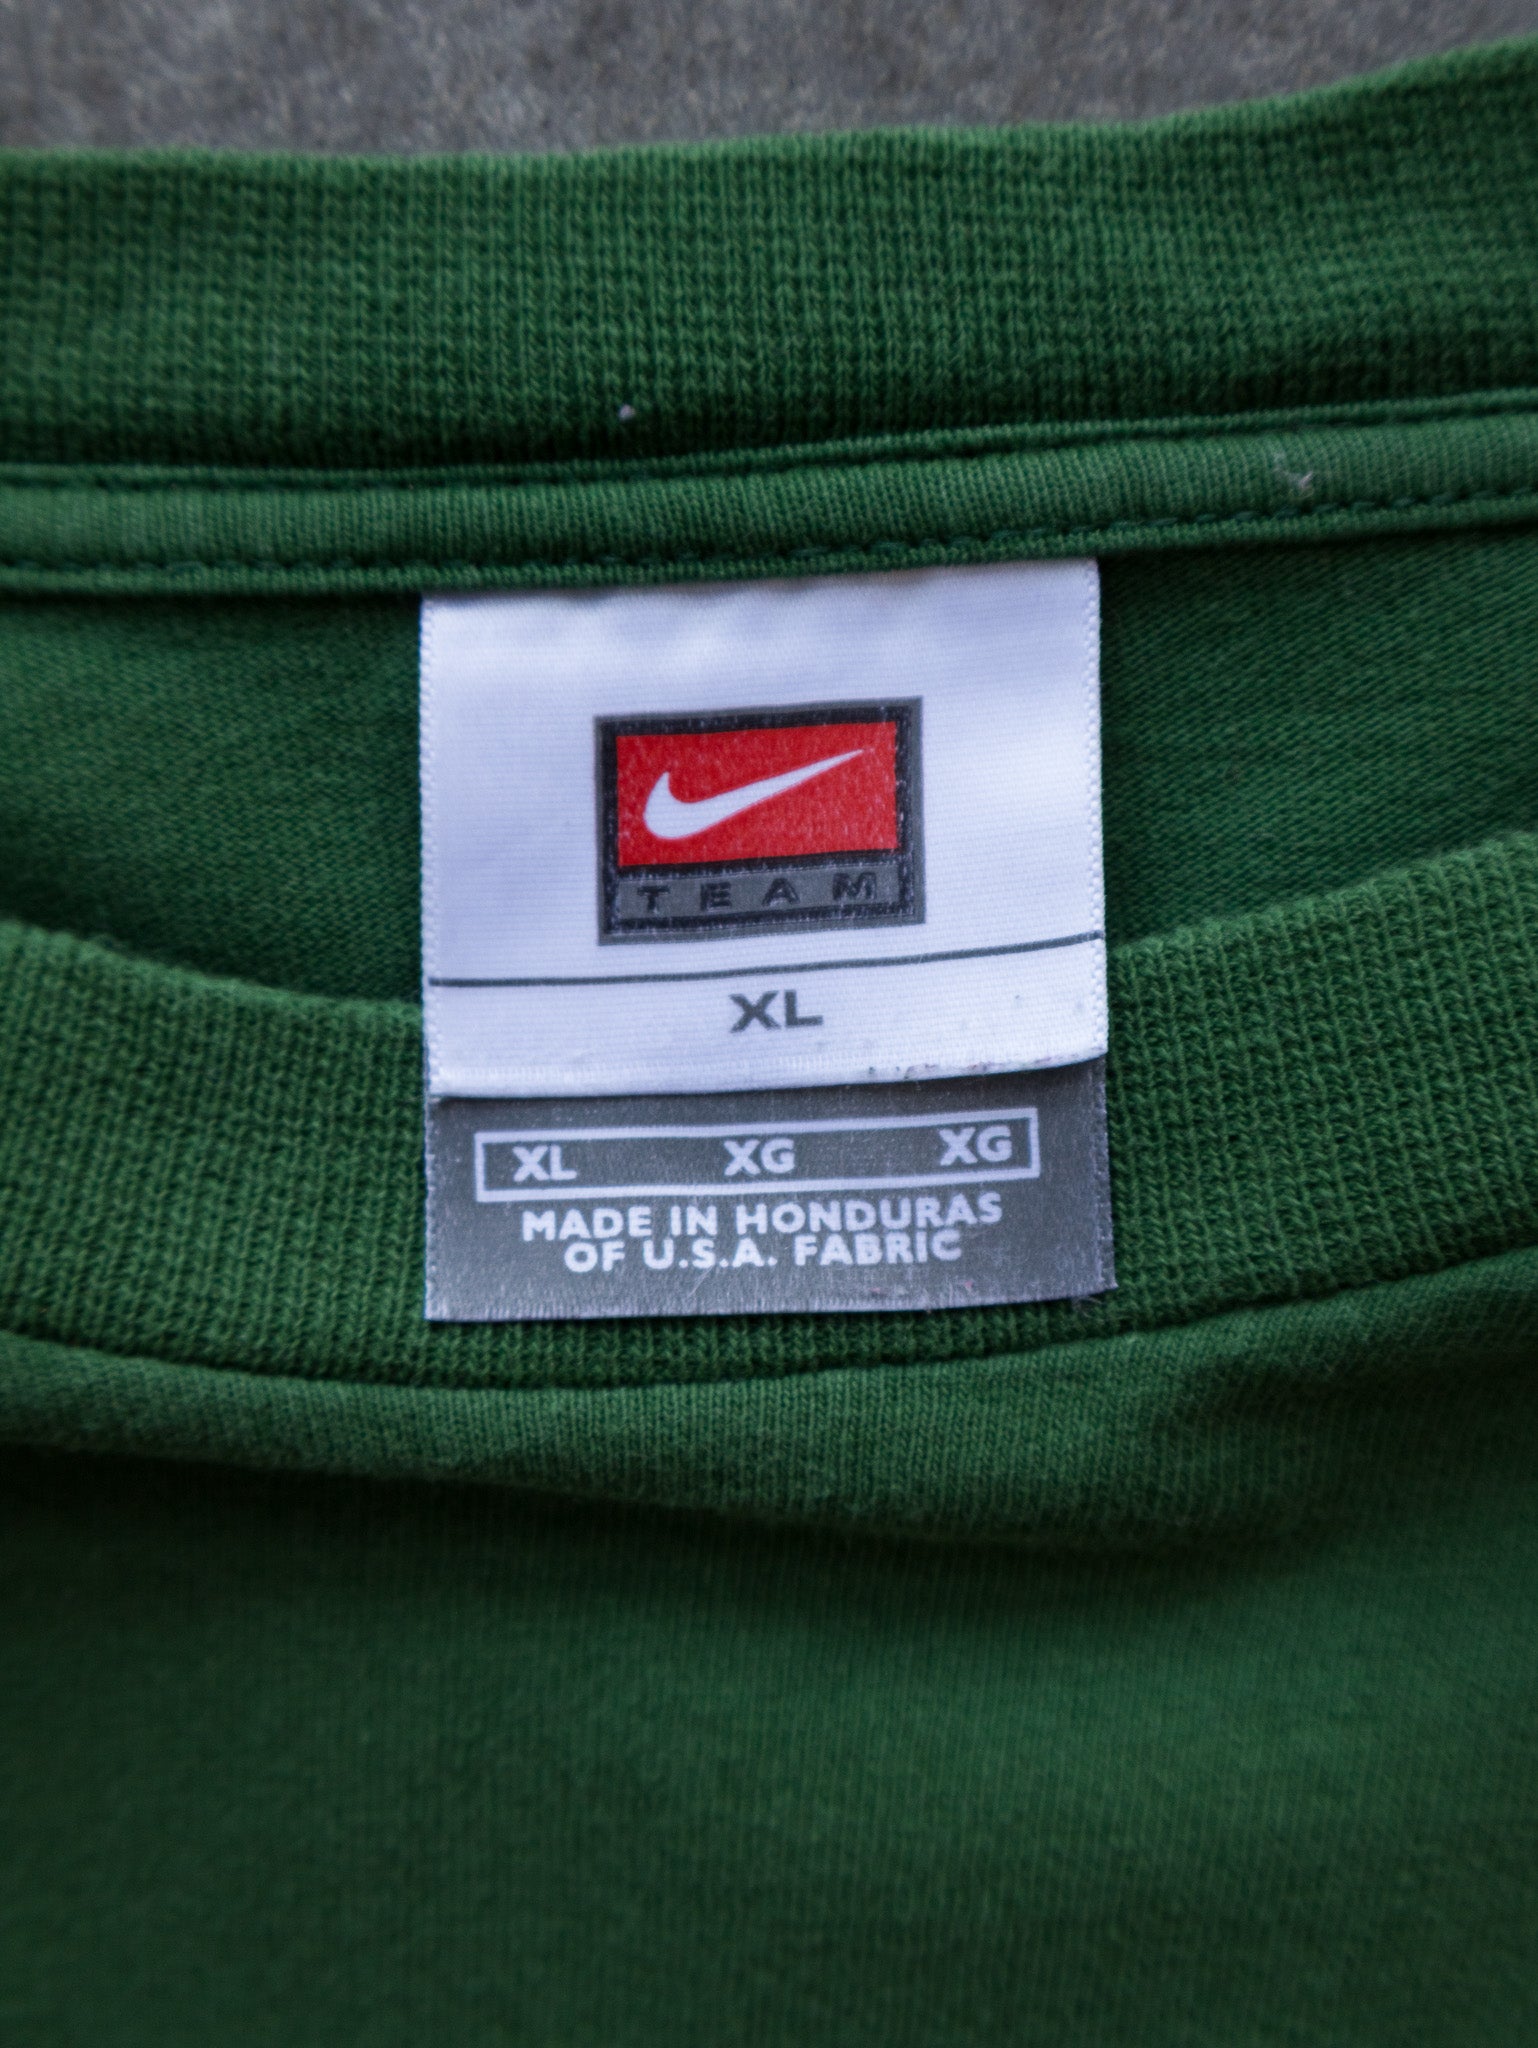 TEAM
XL
XL XG XG
MADE IN HONDURAS
OF U.S.A. FABRIC